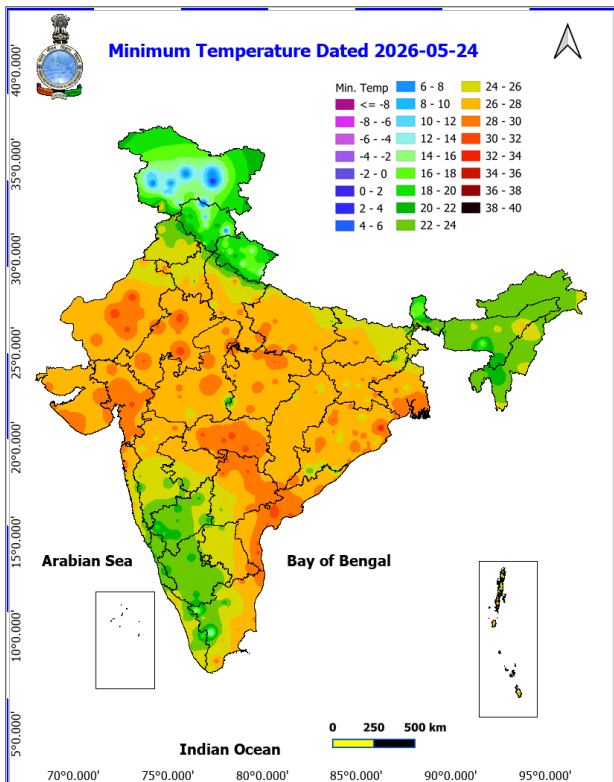 Minimum Temperature Dated 2026-05-24
Min. Temp
<= -8
-8 - -6
-6 - -4
-4 - -2
-2 - 0
0 - 2
2 - 4
4 - 6
6 - 8
8 - 10
10 - 12
12 - 14
14 - 16
16 - 18
18 - 20
20 - 22
22 - 24
24 - 26
26 - 28
28 - 30
30 - 32
32 - 34
34 - 36
36 - 38
38 - 40
40°0.000'
35°0.000'
30°0.000'
25°0.000'
20°0.000'
15°0.000'
10°0.000'
5°0.000'
Arabian Sea
Bay of Bengal
Indian Ocean
0 250 500 km
70°0.000' 75°0.000' 80°0.000' 85°0.000' 90°0.000' 95°0.000'